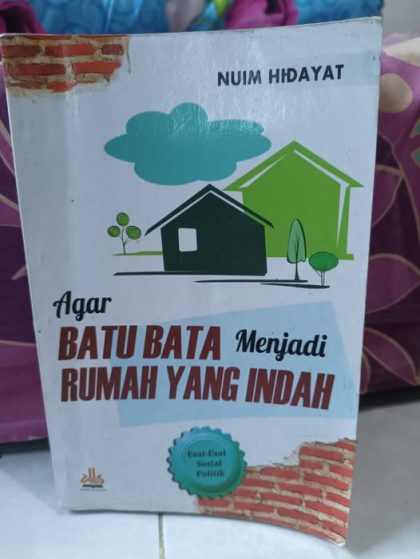 NUIM HIDAYAT
Agar
BATU BATA Menjadi
RUMAH YANG INDAH
Esai-Esai
Sosial
Politik